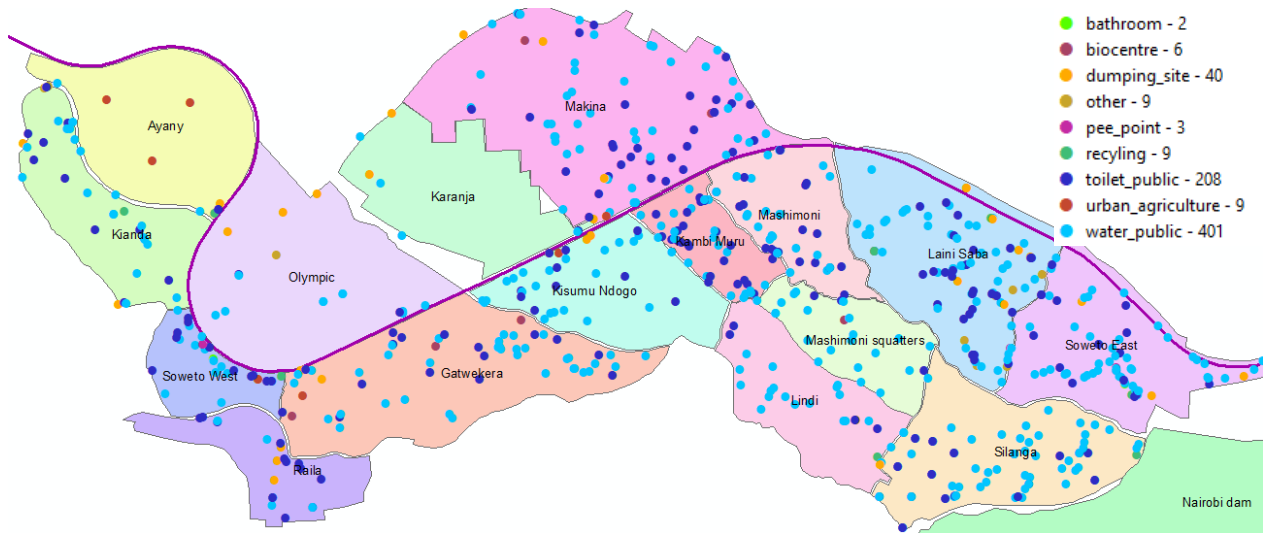 bathroom - 2
biocentre - 6
dumping_site - 40
other - 9
pee_point - 3
recyling - 9
toilet_public - 208
urban_agriculture - 9
water_public - 401
Ayany
Makina
Karanja
Mashimoni
Kianda
Kambi Muru
Laini Saba
Olympic
Kisumu Ndogo
Mashimoni squatters
Soweto East
Soweto West
Gatwekera
Lindi
Silanga
Raila
Nairobi dam